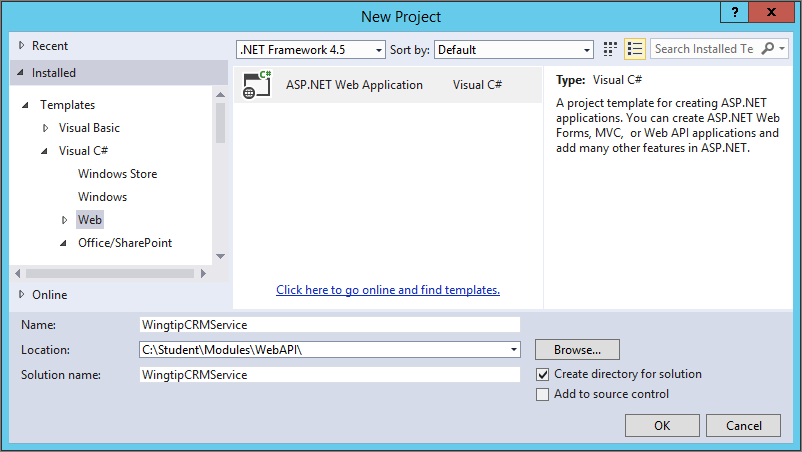 New Project
? X
Recent
.NET Framework 4.5 Sort by: Default Search Installed Te
Installed
Templates
Visual Basic
Visual C#
Windows Store
Windows
Web
Office/SharePoint
Online
C#
ASP.NET Web Application Visual C#
Click here to go online and find templates.
Type: Visual C#
A project template for creating ASP.NET
applications. You can create ASP.NET Web
Forms, MVC, or Web API applications and
add many other features in ASP.NET.
Name: WingtipCRMService
Location: C:\Student\Modules\WebAPI\ Browse...
Solution name: WingtipCRMService
Create directory for solution
Add to source control
OK Cancel